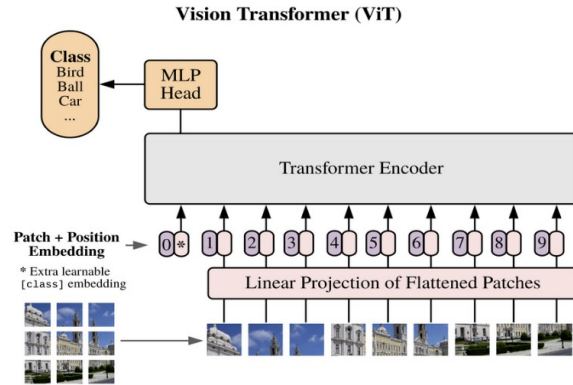 Vision Transformer (ViT)
Class
Bird
Ball
Car
...
MLP
Head
Transformer Encoder
Patch + Position
Embedding
0 * 1 2 3 4 5 6 7 8 9
* Extra learnable
[class] embedding
Linear Projection of Flattened Patches